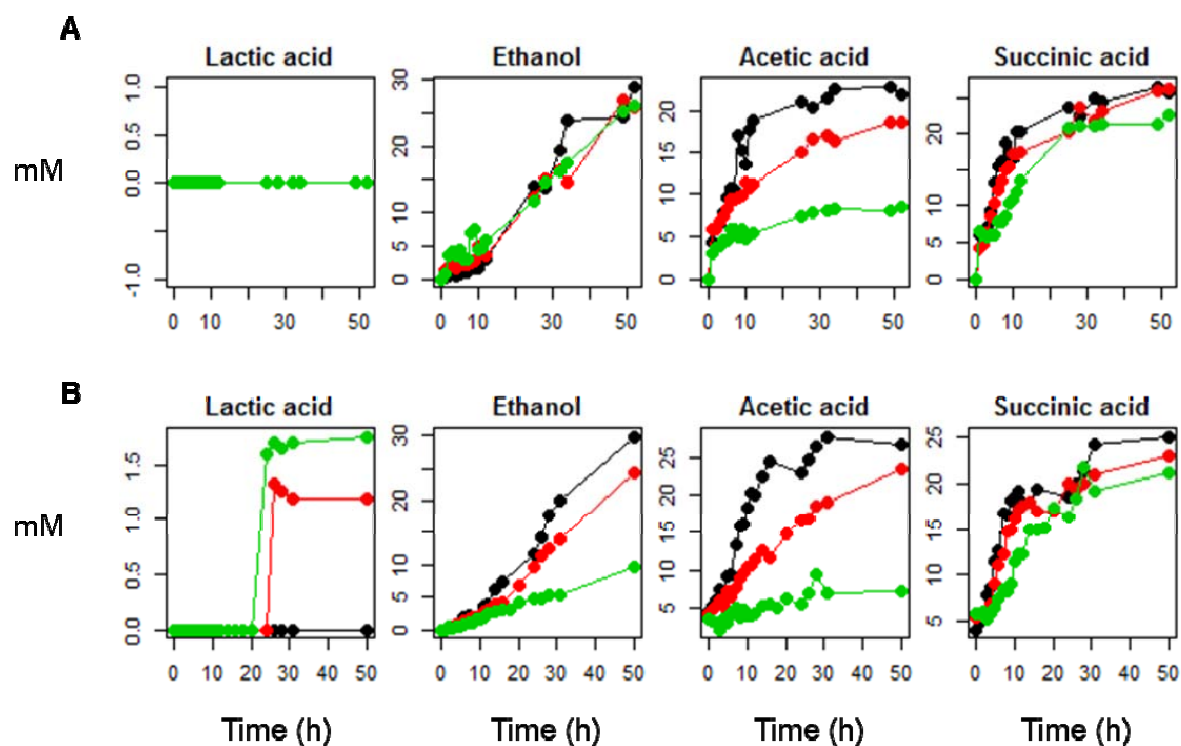 A
Lactic acid Ethanol Acetic acid Succinic acid
mM
1.0 0.5 0.0 -1.0
30 20 10 5 0
20 15 10 5 0
20 10 5 0
0 10 30 50 0 10 30 50 0 10 30 50 0 10 30 50
B
Lactic acid Ethanol Acetic acid Succinic acid
mM
1.5 1.0 0.5 0.0
30 20 10 5 0
25 15 10 5
25 20 15 10 5
0 10 20 30 40 50 0 10 20 30 40 50 0 10 20 30 40 50 0 10 20 30 40 50
Time (h) Time (h) Time (h) Time (h)